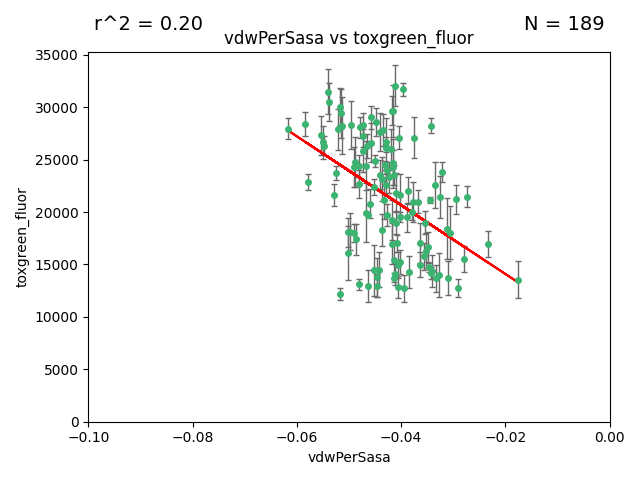 r^2 = 0.20
N = 189
vdwPerSasa vs toxgreen_fluor
35000
30000
25000
20000
15000
10000
5000
0
toxgreen_fluor
−0.10
−0.08
−0.06
−0.04
−0.02
0.00
vdwPerSasa